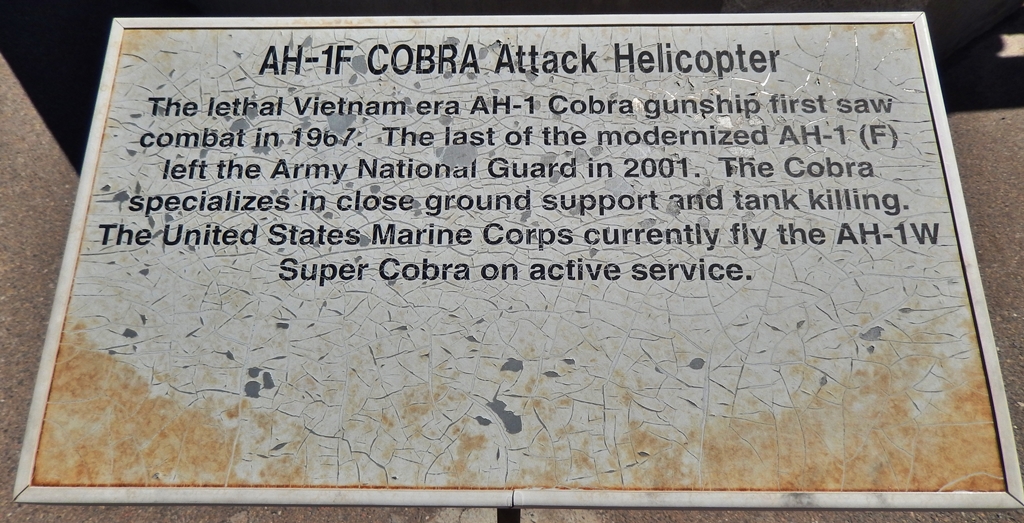 AH-1F COBRA Attack Helicopter
The lethal Vietnam era AH-1 Cobra gunship first saw
combat in 1967. The last of the modernized AH-1 (F)
left the Army National Guard in 2001. The Cobra
specializes in close ground support and tank killing.
The United States Marine Corps currently fly the AH-1W
Super Cobra on active service.